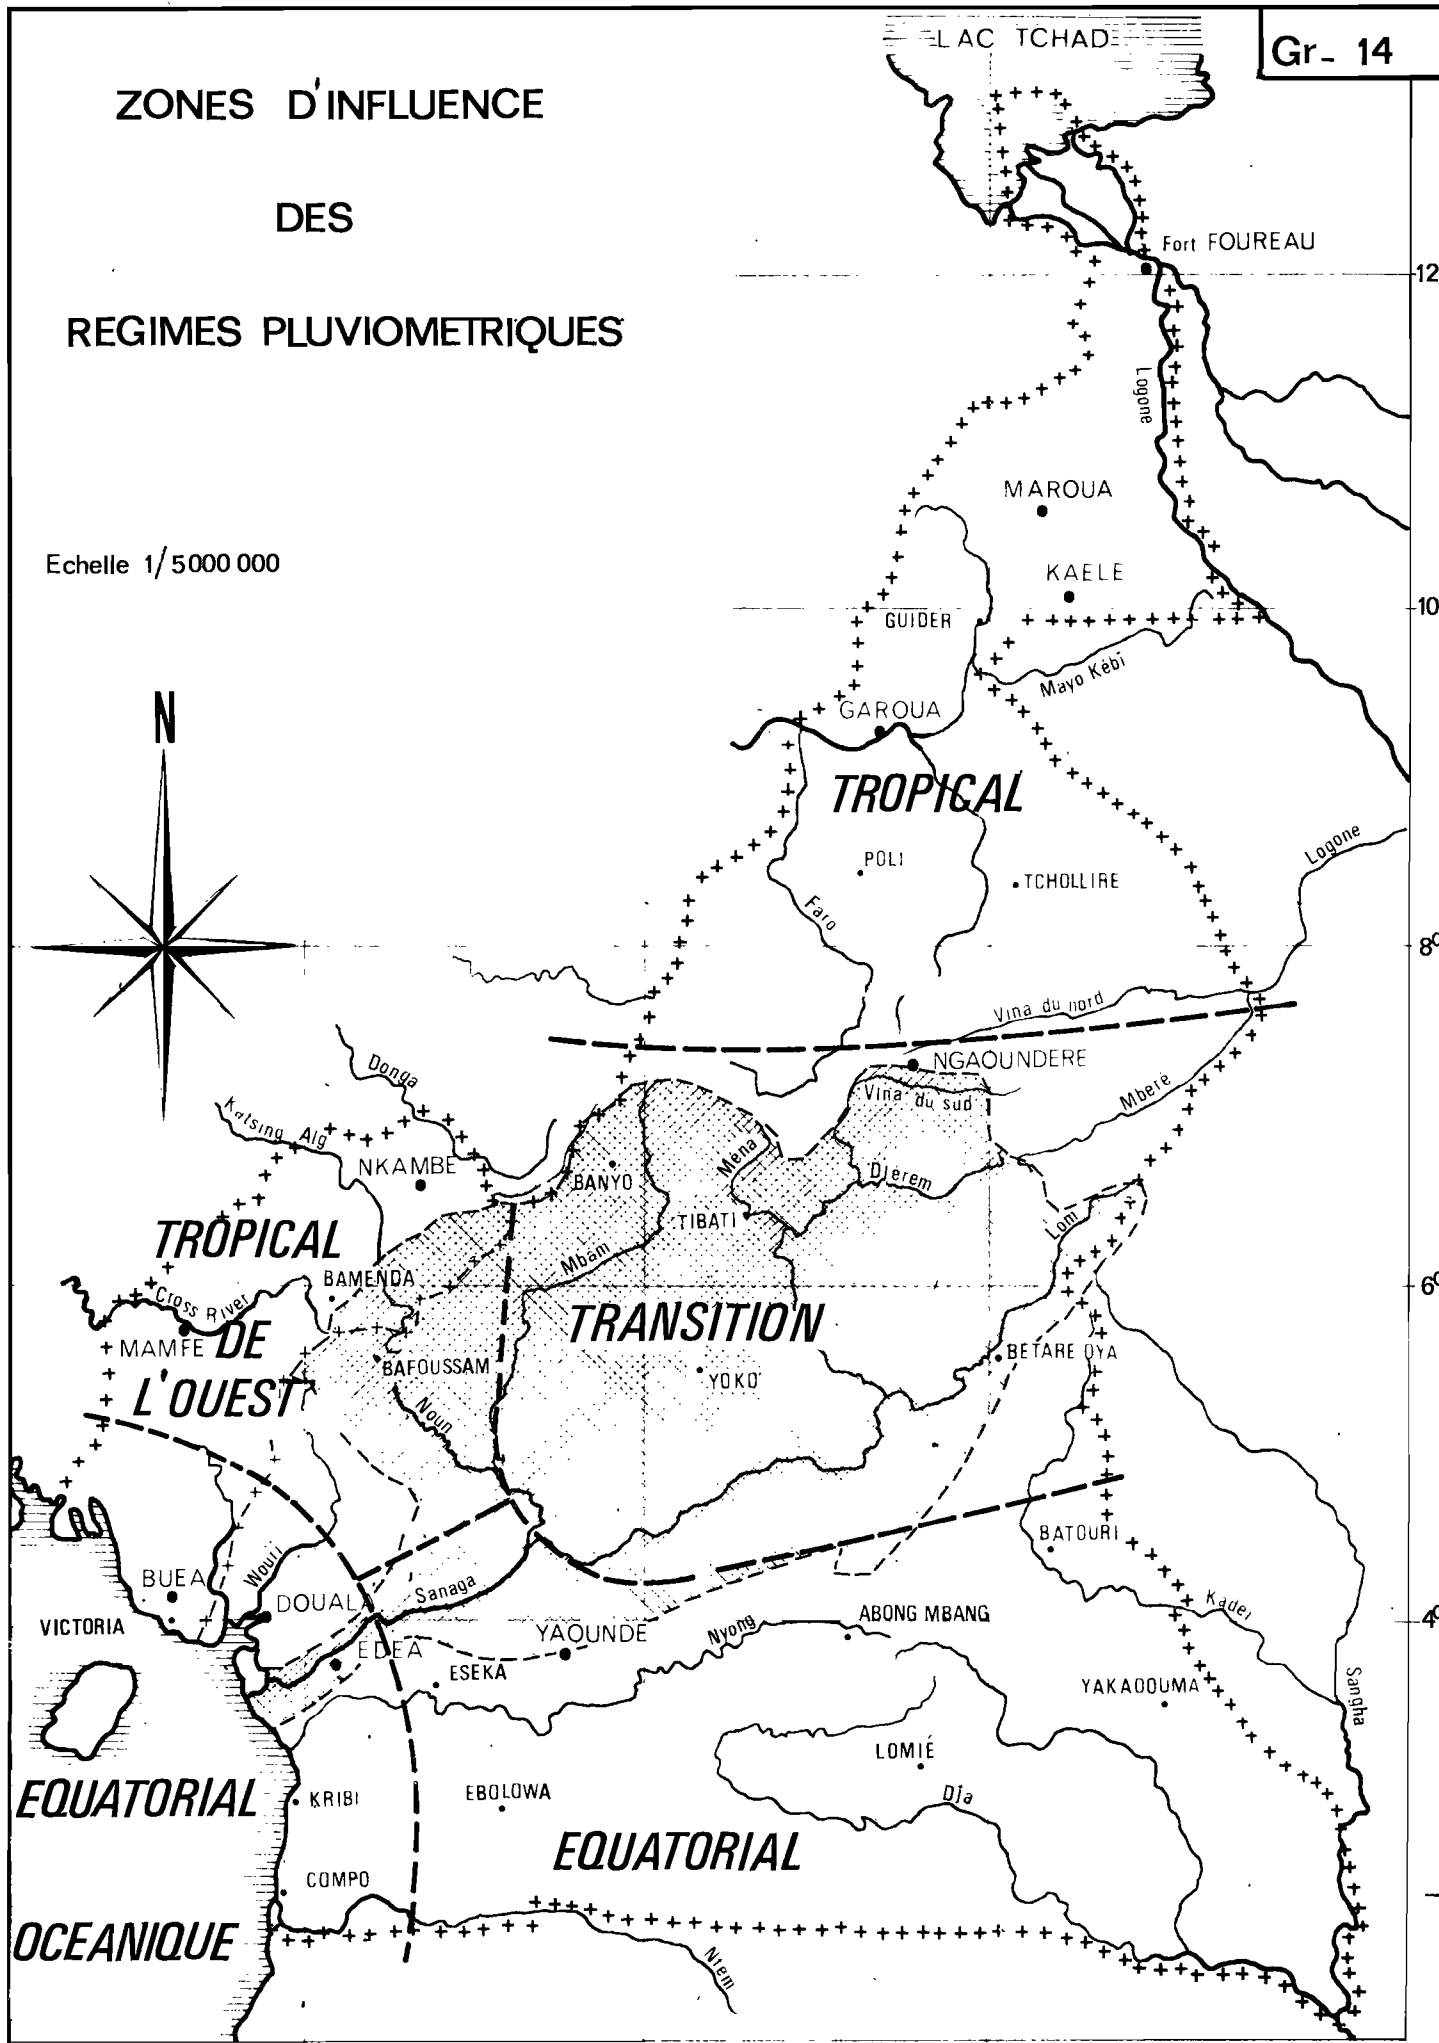 LAC TCHAD
Gr- 14
ZONES D'INFLUENCE
DES
REGIMES PLUVIOMETRIQUES
Fort FOUREAU
12
Logone
MAROUA
Echelle 1/5000 000
KAELE
10
GUIDER
Mayo Kébi
N
GAROUA
TROPICAL
Logone
POLI
TCHOLLIRE
Faro
8°
Vina du nord
Donga
NGAOUNDERE
Vina du sud
Mbéré
Katsing Alg
NKAMBE
Mena
BANYO
Djerem
TIBATI
Lom
TROPICAL
Mbam
BAMENDA
6°
Cross River
TRANSITION
MAMFE
DE
BAFOUSSAM
BETARE OYA
YOKO
L'OUEST
Noun
BATOURI
Wouri
BUEA
Sanaga
Kadei
DOUALA
VICTORIA
ABONG MBANG
4°
EDEA
YAOUNDE
Nyong
ESEKA
YAKADOUMA
Sangha
LOMIÉ
EQUATORIAL
KRIBI
EBOLOWA
Dja
EQUATORIAL
COMPO
OCEANIQUE
Ntem